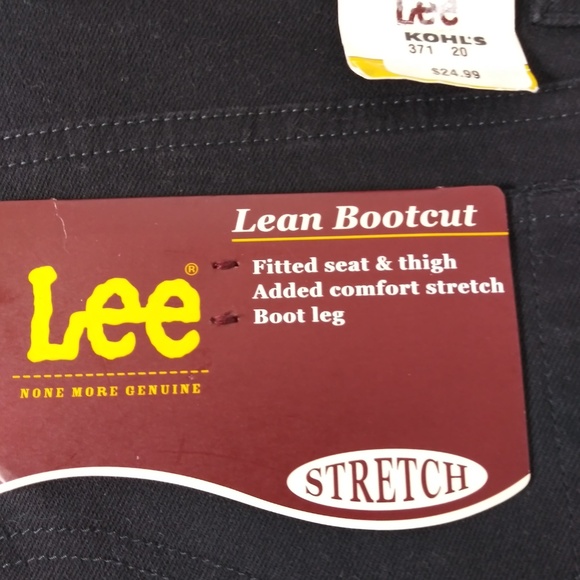 Lee
KOHL'S
371 20
$24.99
Lean Bootcut
Fitted seat & thigh
Added comfort stretch
Boot leg
Lee®
NONE MORE GENUINE
STRETCH